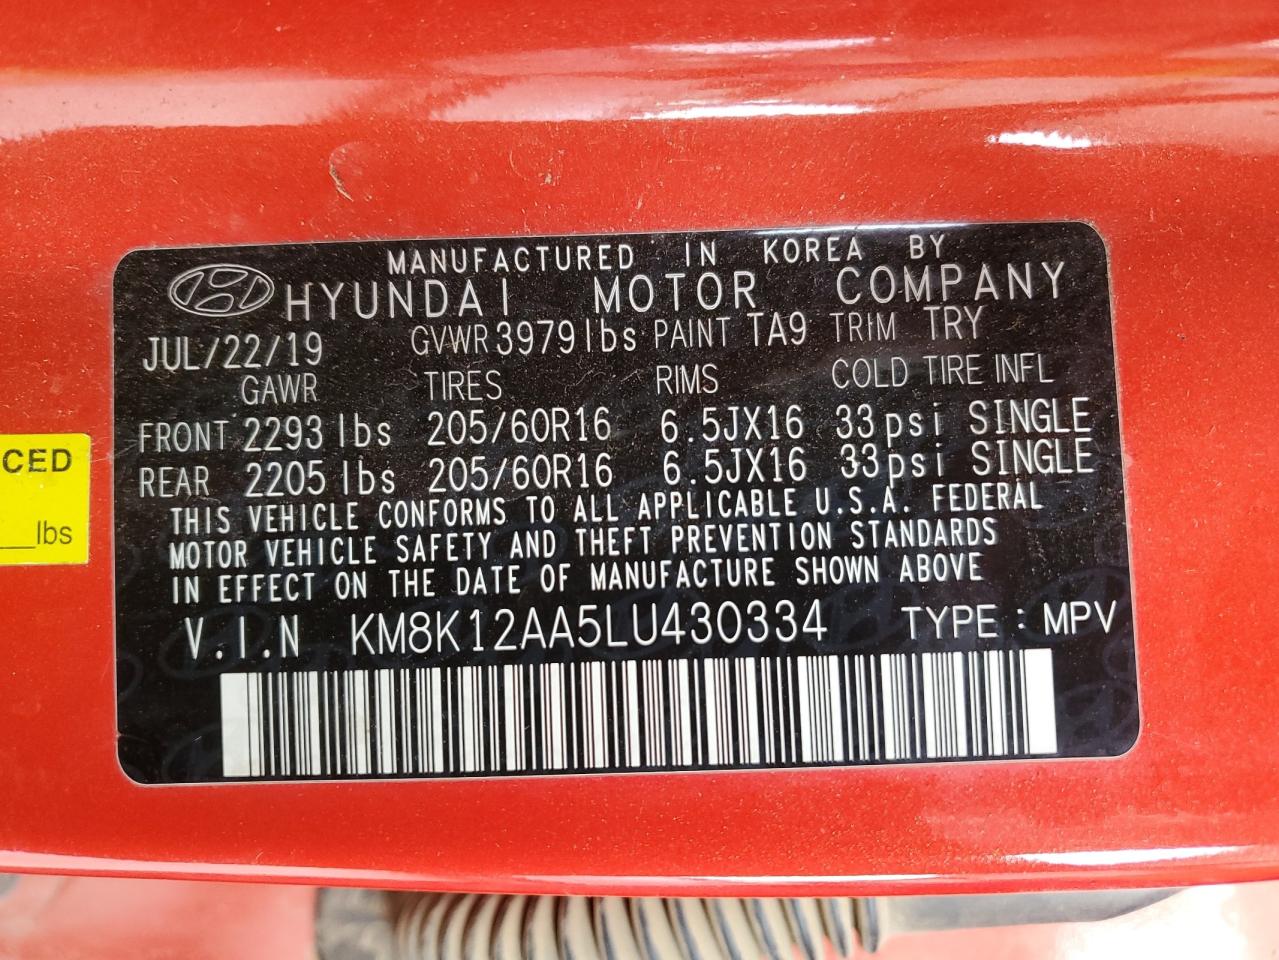 MANUFACTURED IN KOREA BY
HYUNDAI MOTOR COMPANY
JUL/22/19 GVWR 3979lbs PAINT TA9 TRIM TRY
GAWR TIRES RIMS COLD TIRE INFL
FRONT 2293 lbs 205/60R16 6.5JX16 33psi SINGLE
REAR 2205 lbs 205/60R16 6.5JX16 33psi SINGLE
THIS VEHICLE CONFORMS TO ALL APPLICABLE U.S.A. FEDERAL
MOTOR VEHICLE SAFETY AND THEFT PREVENTION STANDARDS
IN EFFECT ON THE DATE OF MANUFACTURE SHOWN ABOVE
V.I.N KM8K12AA5LU430334 TYPE : MPV
CED
__lbs